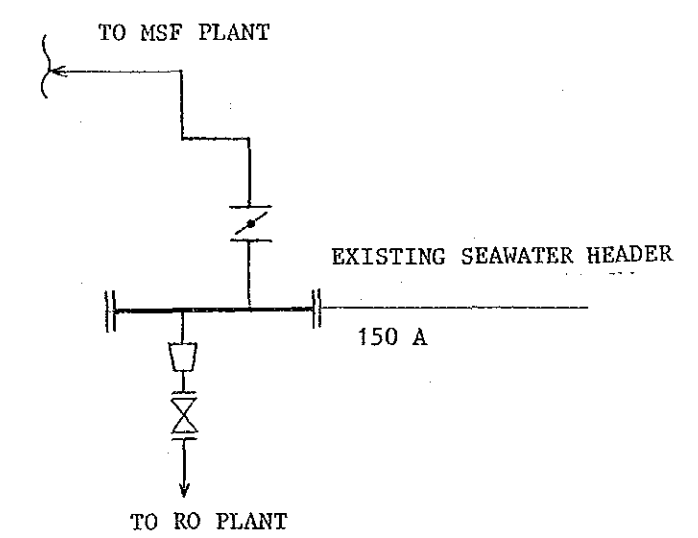 TO MSF PLANT
EXISTING SEAWATER HEADER
150 A
TO RO PLANT